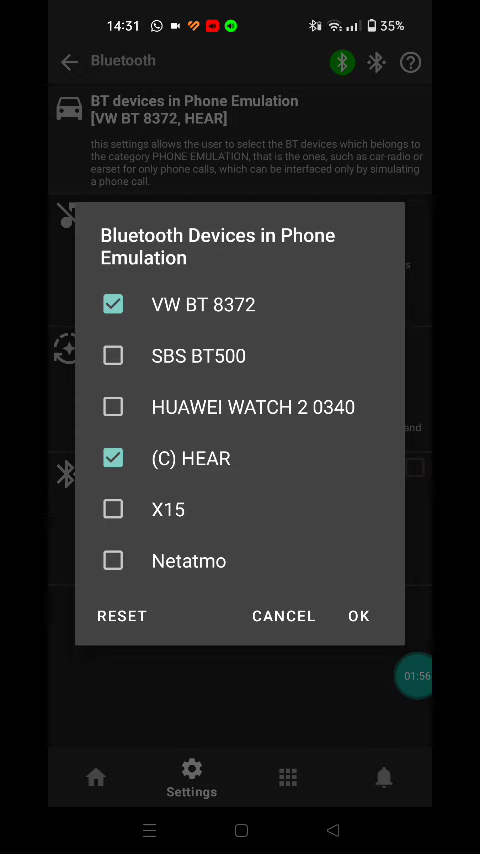 14:31
35%
Bluetooth
BT devices in Phone Emulation
[VW BT 8372, HEAR]
this settings allows the user to select the BT devices which belongs to
the category PHONE EMULATION, that is the ones, such as car-radio or
earset for only phone calls, which can be interfaced only by simulating
a phone call.
Bluetooth Devices in Phone
Emulation
VW BT 8372
SBS BT500
HUAWEI WATCH 2 0340
and
(C) HEAR
X15
Netatmo
RESET CANCEL OK
01:56
Settings